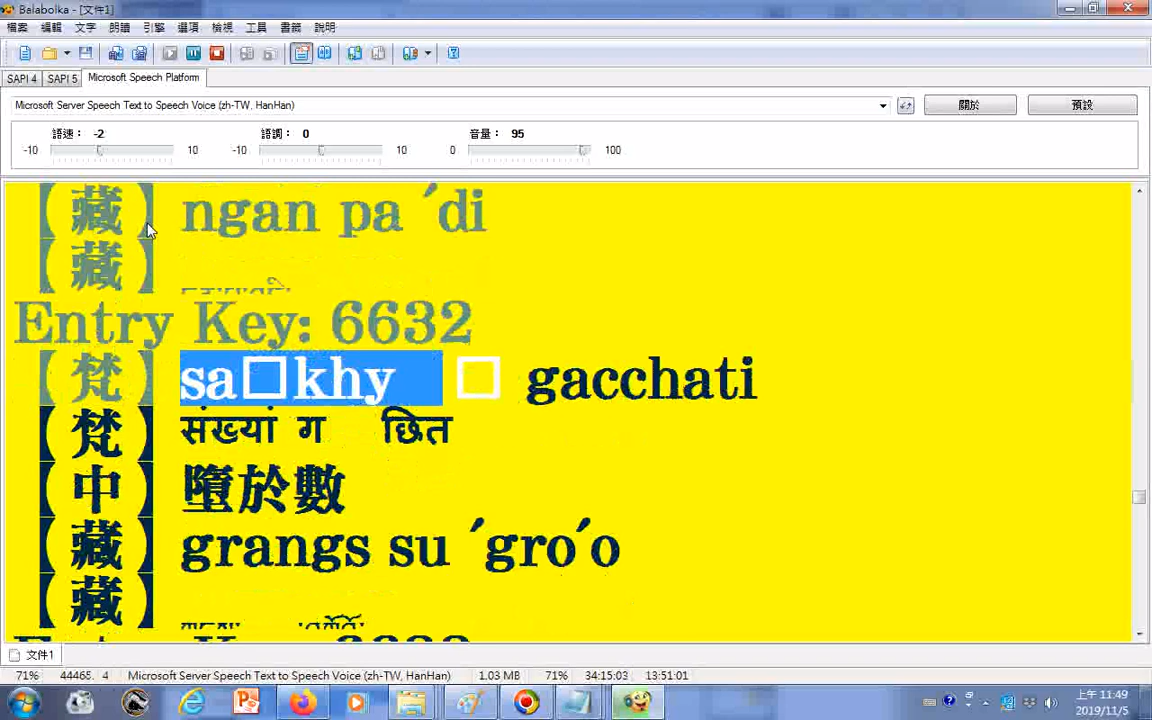 Balabolka - [文件1]
檔案 編輯 文字 朗讀 引擎 選項 檢視 工具 書籤 說明
SAPI 4 SAPI 5 Microsoft Speech Platform
Microsoft Server Speech Text to Speech Voice (zh-TW, HanHan) 關於 預設
語速： -2 語調： 0 音量： 95
-10 10 -10 10 0 100
【 藏 】 ngan pa ´di
【 藏 】
Entry Key: 6632
【 梵 】 sa□khy □ gacchati
【 梵 】 संख्यां ग छित
【 中 】 墮於數
【 藏 】 grangs su ´gro´o
【 藏 】
文件1
71% 44465. 4 Microsoft Server Speech Text to Speech Voice (zh-TW, HanHan) 1.03 MB 71% 34:15:03 13:51:01
上午 11:49
2019/11/5